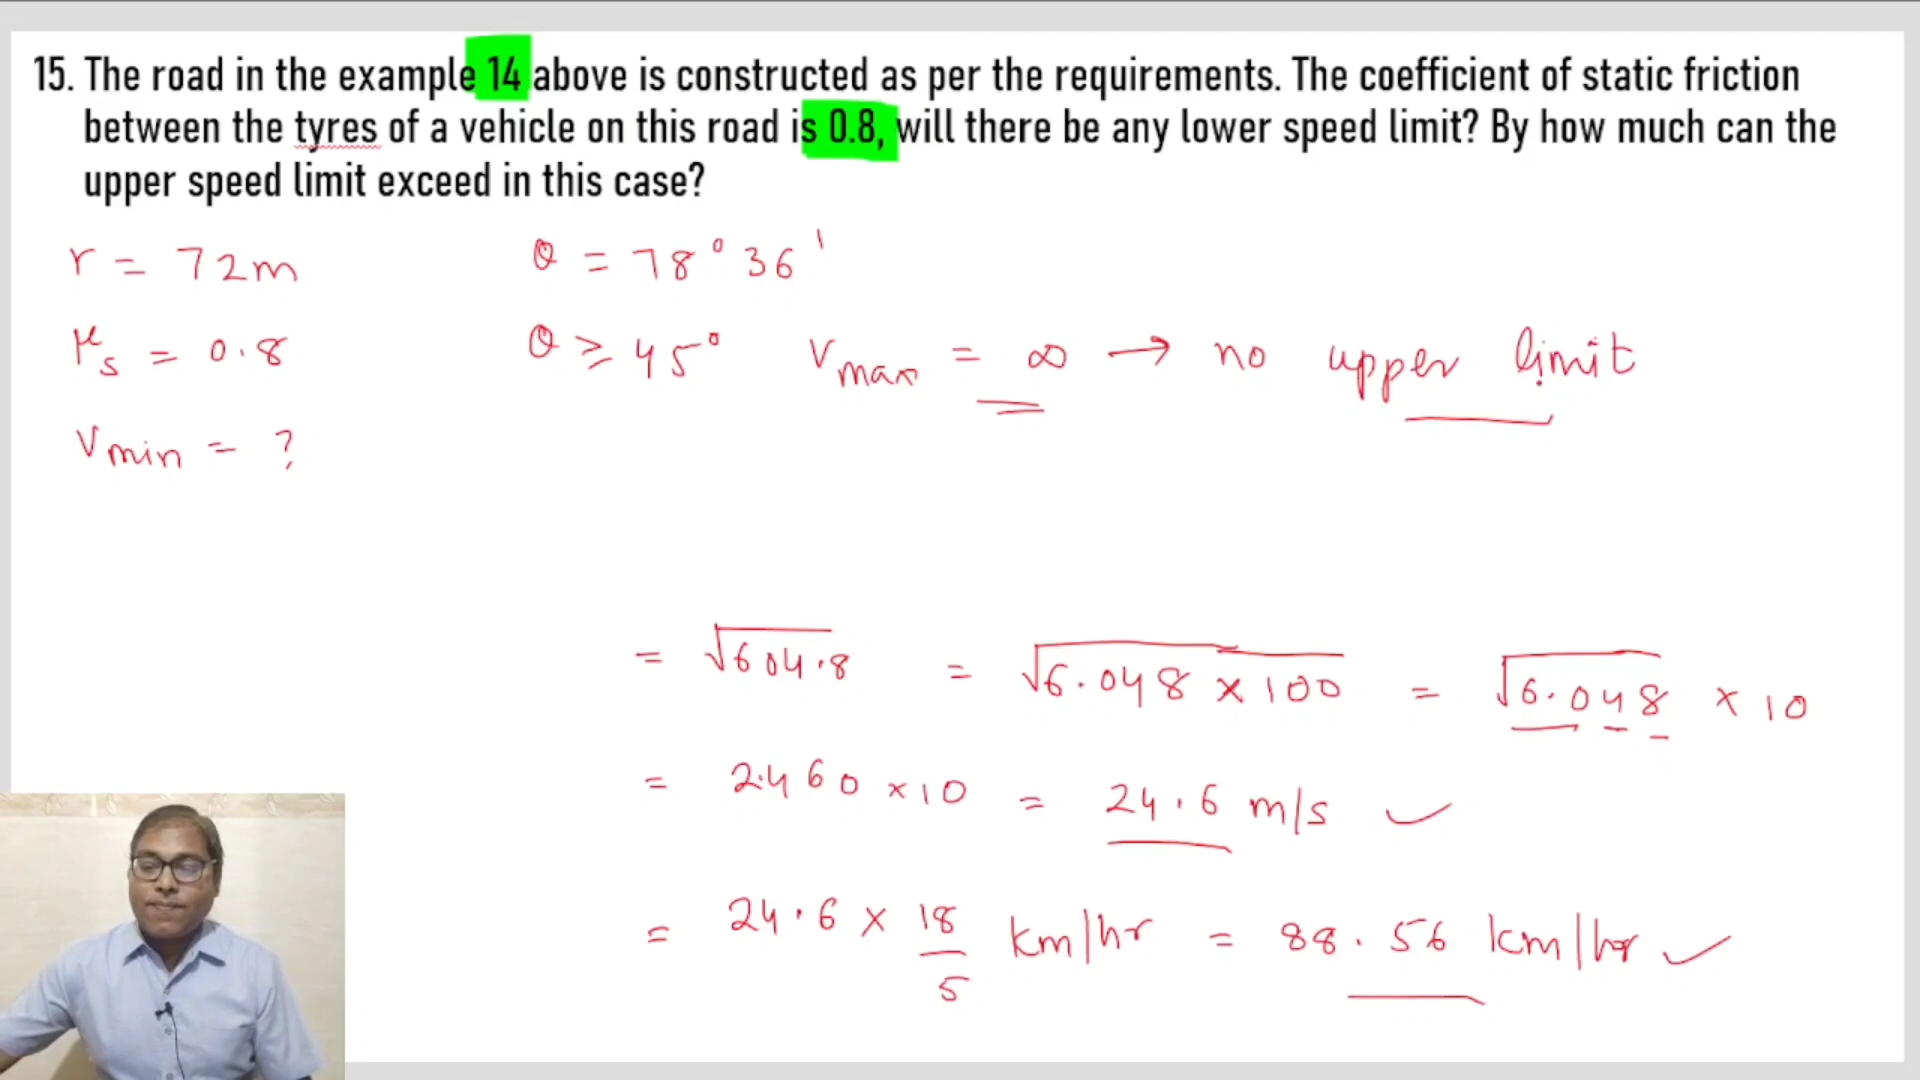 15. The road in the example 14 above is constructed as per the requirements. The coefficient of static friction
between the tyres of a vehicle on this road is 0.8, will there be any lower speed limit? By how much can the
upper speed limit exceed in this case?
r = 72m θ = 78° 36'
μs = 0.8 θ ≥ 45° Vmax = ∞ → no upper limit
Vmin = ?
= √604.8 = √6.048 × 100 = √6.048 × 10
= 2.460 × 10 = 24.6 m/s ✓
= 24.6 × 18/5 km/hr = 88.56 km/hr ✓